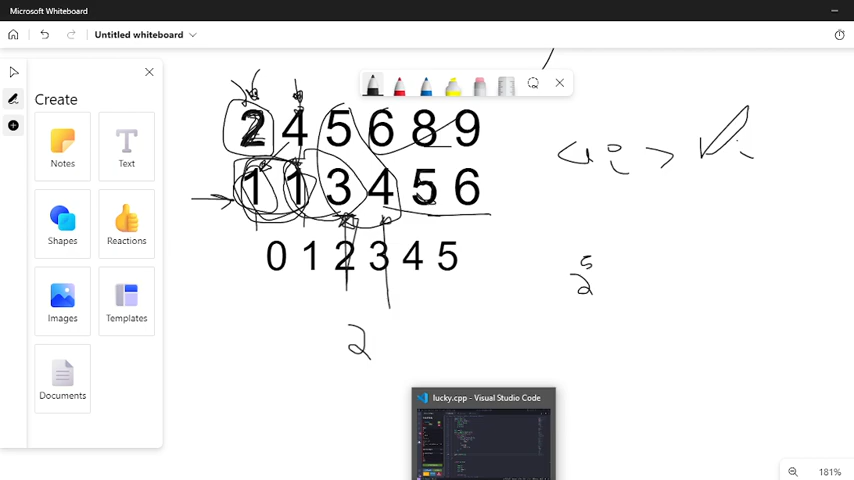 Microsoft Whiteboard
Untitled whiteboard
Create
Notes
Text
Shapes
Reactions
Images
Templates
Documents
2 4 5 6 8 9
1 1 3 4 5 6
0 1 2 3 4 5
2
5
2
lucky.cpp - Visual Studio Code
181%